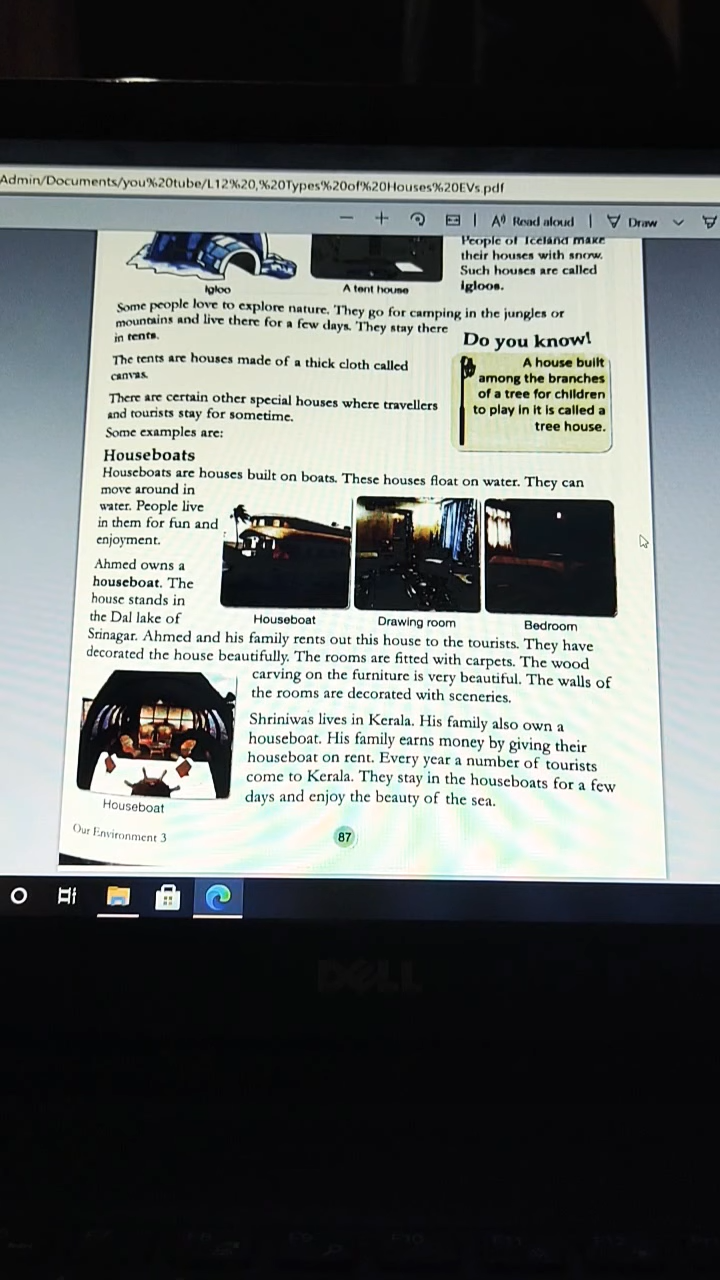 Admin/Documents/you%20tube/L12%20,%20Types%20of%20Houses%20EVs.pdf
Read aloud
Draw
People of Iceland make
their houses with snow.
Such houses are called
igloos.
Igloo
A tent house
Some people love to explore nature. They go for camping in the jungles or
mountains and live there for a few days. They stay there
in tents.
Do you know!
A house built
among the branches
of a tree for children
to play in it is called a
tree house.
The tents are houses made of a thick cloth called
canvas.
There are certain other special houses where travellers
and tourists stay for sometime.
Some examples are:
Houseboats
Houseboats are houses built on boats. These houses float on water. They can
move around in
water. People live
in them for fun and
enjoyment.
Ahmed owns a
houseboat. The
house stands in
the Dal lake of
Houseboat
Drawing room
Bedroom
Srinagar. Ahmed and his family rents out this house to the tourists. They have
decorated the house beautifully. The rooms are fitted with carpets. The wood
carving on the furniture is very beautiful. The walls of
the rooms are decorated with sceneries.
Shriniwas lives in Kerala. His family also own a
houseboat. His family earns money by giving their
houseboat on rent. Every year a number of tourists
come to Kerala. They stay in the houseboats for a few
days and enjoy the beauty of the sea.
Houseboat
Our Environment 3
87
DELL